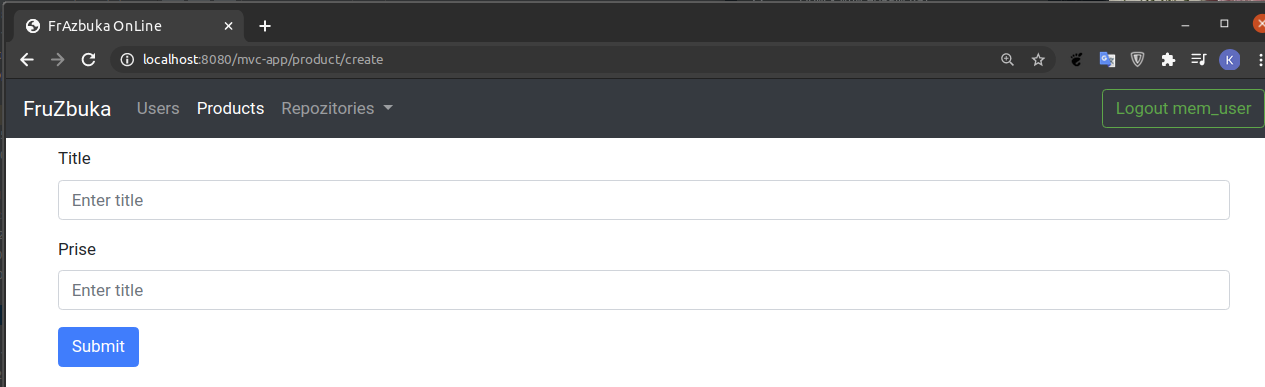 FrAzbuka OnLine
localhost:8080/mvc-app/product/create
K
FruZbuka Users Products Repozitories Logout mem_user
Title
Enter title
Prise
Enter title
Submit